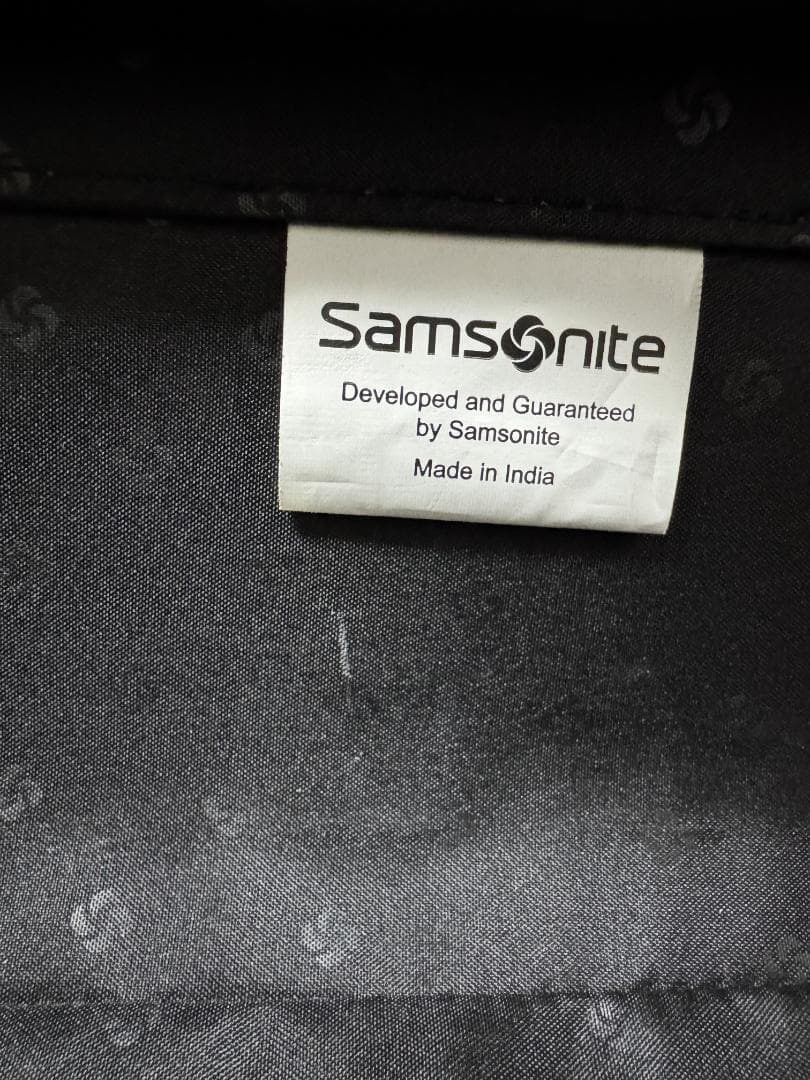 Samsonite
Developed and Guaranteed
by Samsonite
Made in India